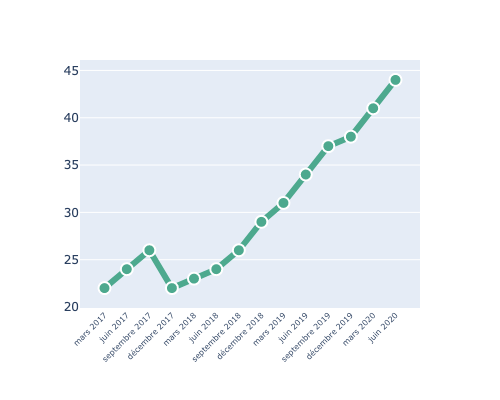 45
40
35
30
25
20
mars 2017
juin 2017
septembre 2017
décembre 2017
mars 2018
juin 2018
septembre 2018
décembre 2018
mars 2019
juin 2019
septembre 2019
décembre 2019
mars 2020
juin 2020